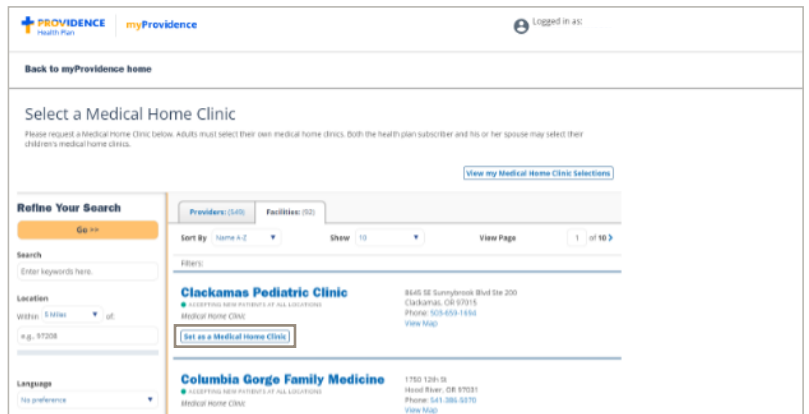 PROVIDENCE
Health Plan
myProvidence
Logged in as:
Back to myProvidence home
Select a Medical Home Clinic
Please request a Medical Home Clinic below. Adults must select their own medical home clinics. Both the health plan subscriber and his or her spouse may select their
children's medical home clinics.
View my Medical Home Clinic Selections
Refine Your Search
Go >>
Search
Enter keywords here.
Location
Within 5 Miles of:
e.g., 97208
Language
No preference
Providers: (549) Facilities: (92)
Sort By Name A-Z Show 10 View Page 1 of 10 >
Filters:
Clackamas Pediatric Clinic
ACCEPTING NEW PATIENTS AT ALL LOCATIONS
Medical Home Clinic
Set as a Medical Home Clinic
8645 SE Sunnybrook Blvd Ste 200
Clackamas, OR 97015
Phone: 503-659-1694
View Map
Columbia Gorge Family Medicine
ACCEPTING NEW PATIENTS AT ALL LOCATIONS
Medical Home Clinic
1750 12th St
Hood River, OR 97031
Phone: 541-386-5070
View Map